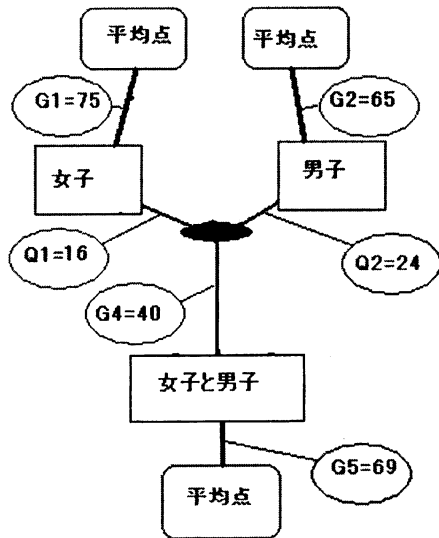 平均点
平均点
G1=75
G2=65
女子
男子
Q1=16
Q2=24
G4=40
女子と男子
G5=69
平均点